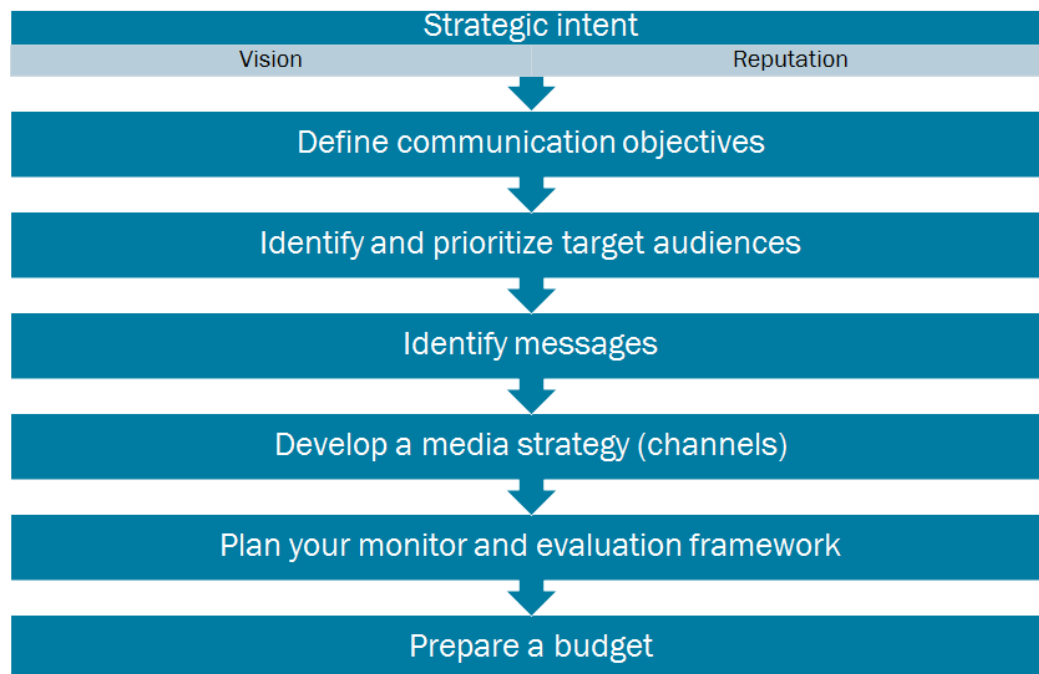 Strategic intent
Vision
Reputation
Define communication objectives
Identify and prioritize target audiences
Identify messages
Develop a media strategy (channels)
Plan your monitor and evaluation framework
Prepare a budget